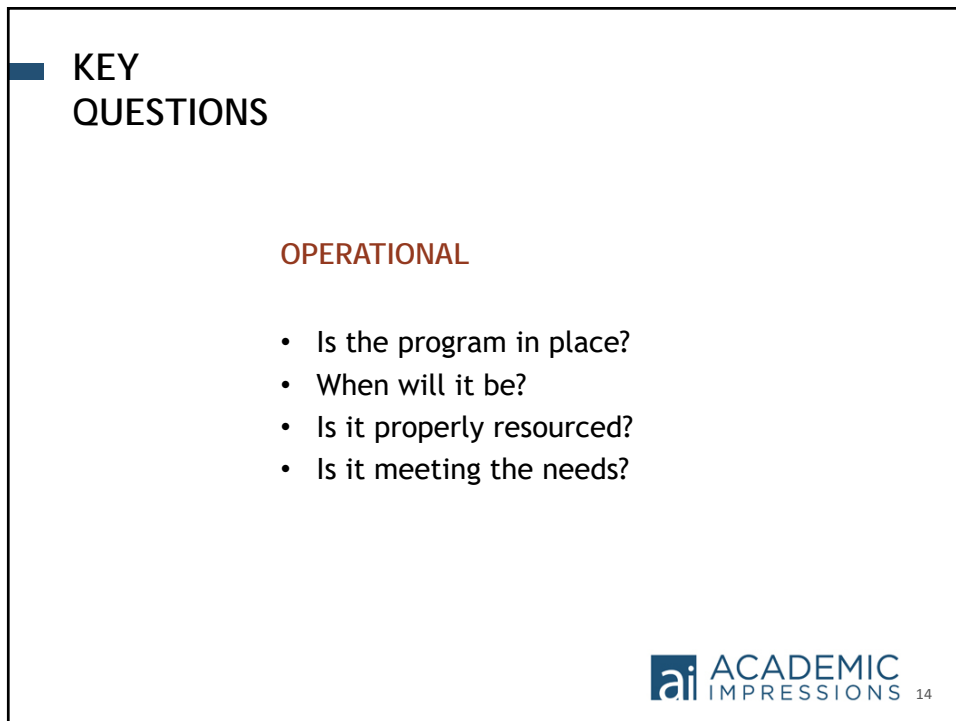 KEY
QUESTIONS
OPERATIONAL
• Is the program in place?
• When will it be?
• Is it properly resourced?
• Is it meeting the needs?
ai ACADEMIC
IMPRESSIONS 14